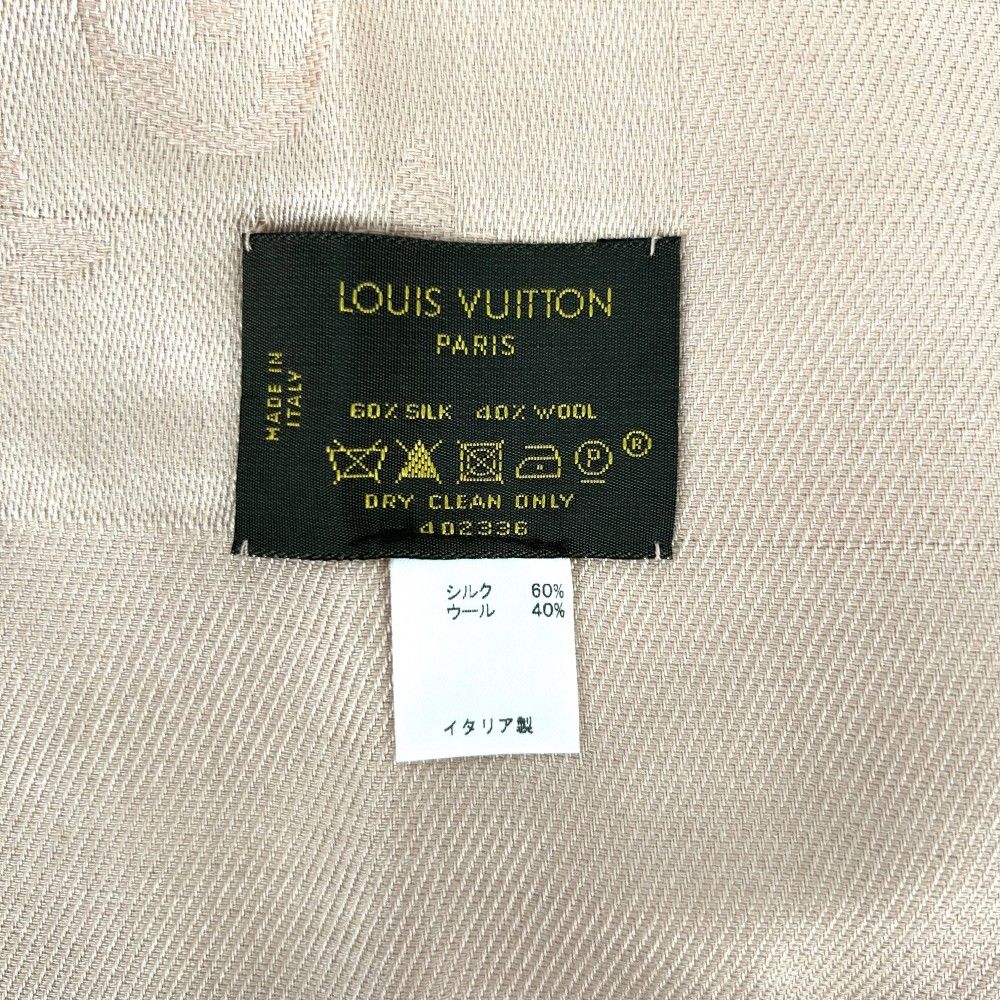 LOUIS VUITTON
PARIS
MADE IN
ITALY
60% SILK 40% WOOL
P ®
DRY CLEAN ONLY
402336
シルク 60%
ウール 40%
イタリア製